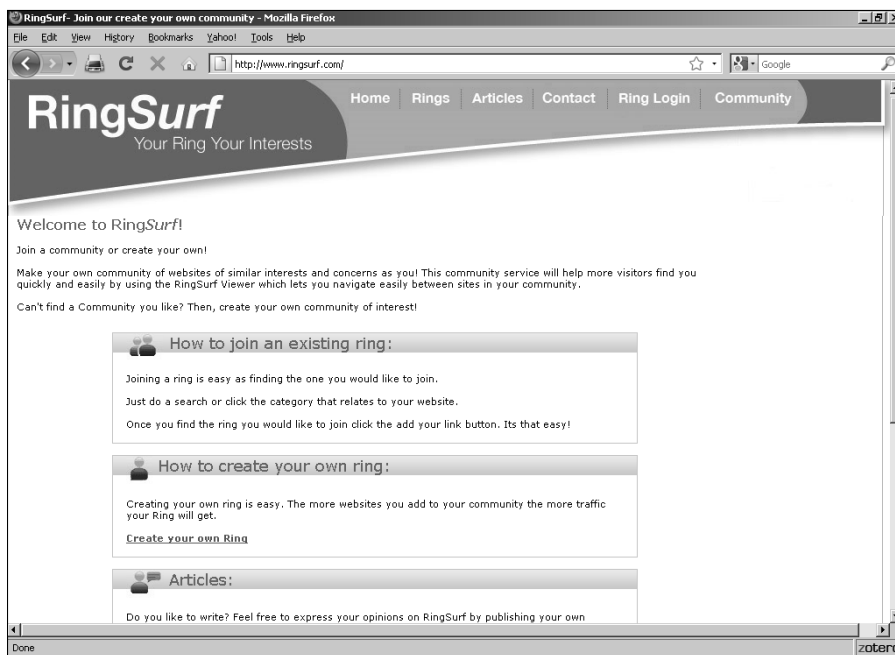 RingSurf- Join our create your own community - Mozilla Firefox
File Edit View History Bookmarks Yahoo! Tools Help
http://www.ringsurf.com/ Google
Home Rings Articles Contact Ring Login Community
RingSurf
Your Ring Your Interests
Welcome to RingSurf!
Join a community or create your own!
Make your own community of websites of similar interests and concerns as you! This community service will help more visitors find you
quickly and easily by using the RingSurf Viewer which lets you navigate easily between sites in your community.
Can't find a Community you like? Then, create your own community of interest!
How to join an existing ring:
Joining a ring is easy as finding the one you would like to join.
Just do a search or click the category that relates to your website.
Once you find the ring you would like to join click the add your link button. Its that easy!
How to create your own ring:
Creating your own ring is easy. The more websites you add to your community the more traffic
your Ring will get.
Create your own Ring
Articles:
Do you like to write? Feel free to express your opinions on RingSurf by publishing your own
Done